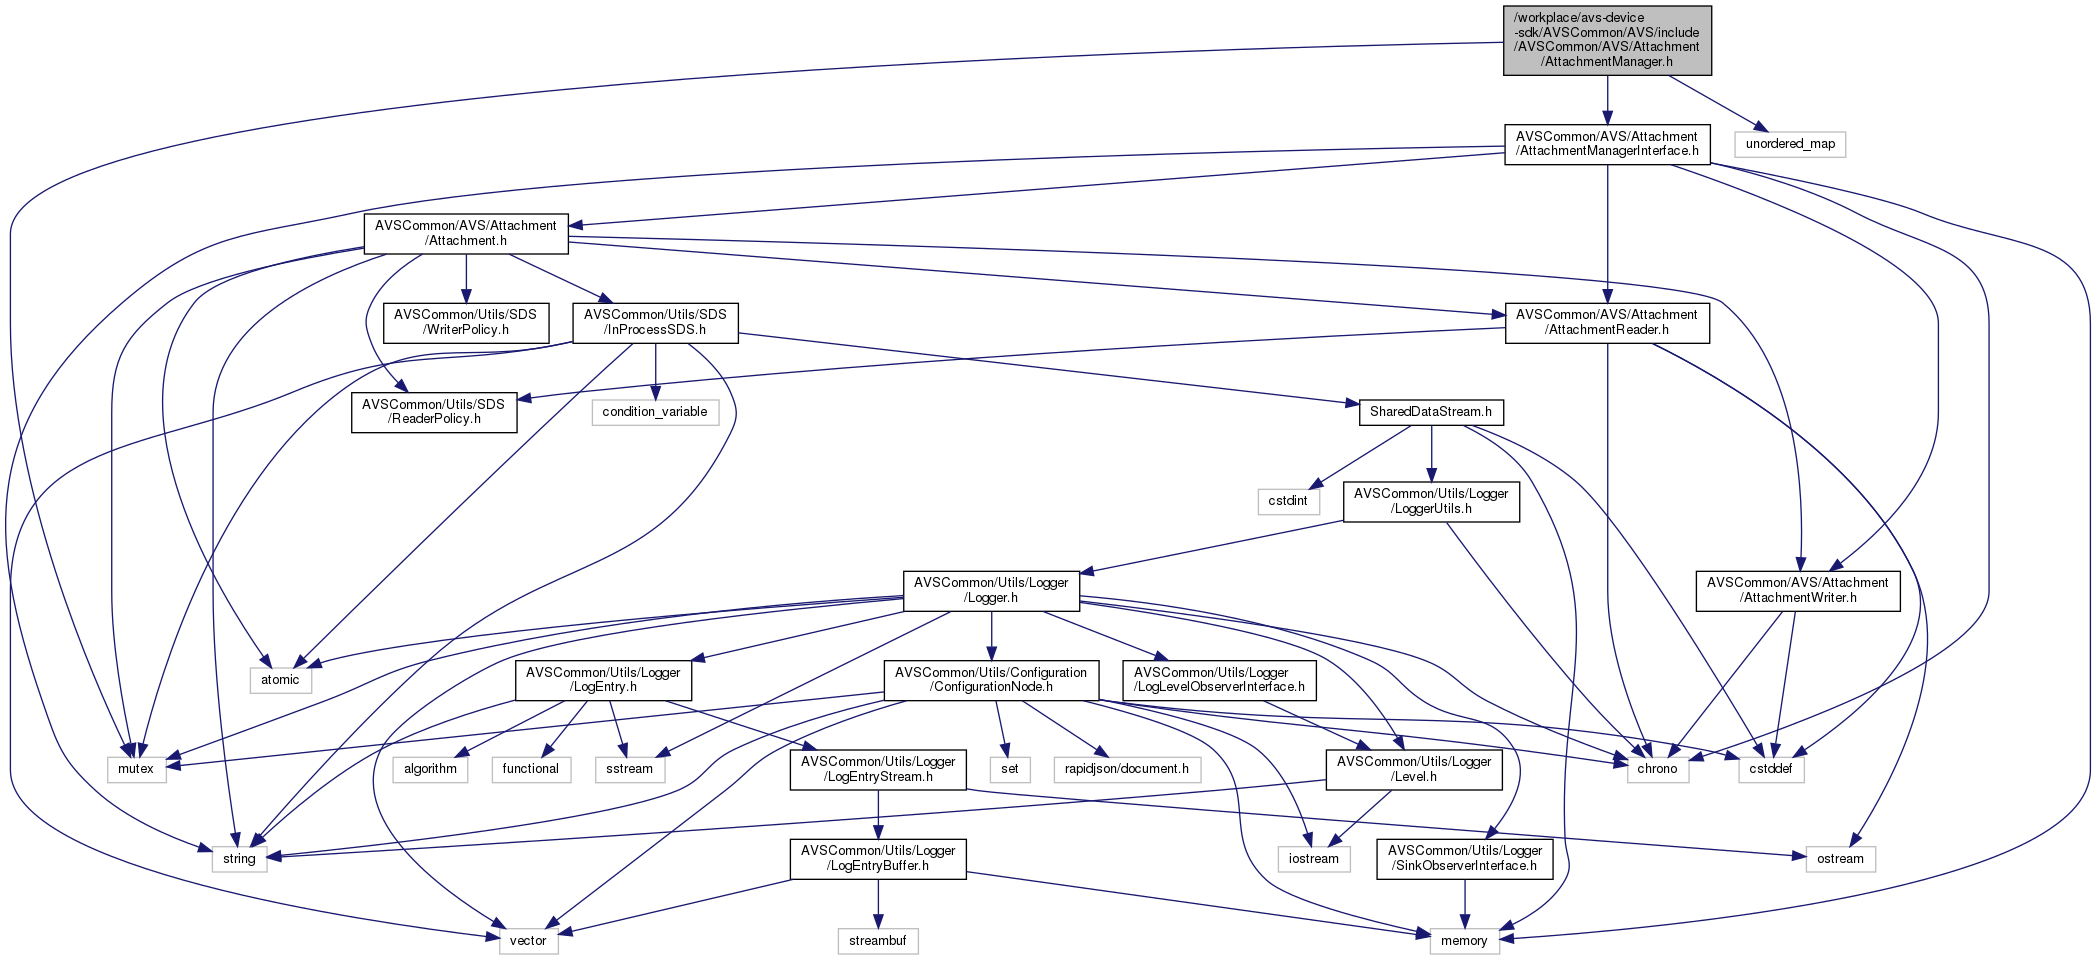 /workplace/avs-device
-sdk/AVSCommon/AVS/include
/AVSCommon/AVS/Attachment
/AttachmentManager.h
AVSCommon/AVS/Attachment
/AttachmentManagerInterface.h
unordered_map
AVSCommon/AVS/Attachment
/Attachment.h
AVSCommon/Utils/SDS
/WriterPolicy.h
AVSCommon/Utils/SDS
/InProcessSDS.h
AVSCommon/AVS/Attachment
/AttachmentReader.h
AVSCommon/Utils/SDS
/ReaderPolicy.h
condition_variable
SharedDataStream.h
cstdint
AVSCommon/Utils/Logger
/LoggerUtils.h
AVSCommon/Utils/Logger
/Logger.h
AVSCommon/AVS/Attachment
/AttachmentWriter.h
atomic
AVSCommon/Utils/Logger
/LogEntry.h
AVSCommon/Utils/Configuration
/ConfigurationNode.h
AVSCommon/Utils/Logger
/LogLevelObserverInterface.h
mutex
algorithm
functional
sstream
AVSCommon/Utils/Logger
/LogEntryStream.h
set
rapidjson/document.h
AVSCommon/Utils/Logger
/Level.h
chrono
cstddef
string
AVSCommon/Utils/Logger
/LogEntryBuffer.h
iostream
AVSCommon/Utils/Logger
/SinkObserverInterface.h
ostream
vector
streambuf
memory